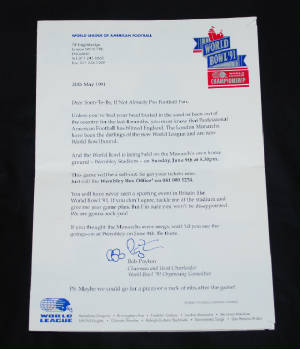 WORLD LEAGUE OF AMERICAN FOOTBALL
WORLD
BOWL '91
CHAMPIONSHIP
20th May 1991
Dear Soon-To-Be, If Not Already Pro Football Fan:
Unless you've had your head buried in the sand or been out of
the country for the last 8 months, you must know that Professional
American Football has blitzed England. The London Monarchs
have been the darlings of the new World League and are now
World Bowl bound.
And the World Bowl is being held on the Monarch's own home
ground - Wembley Stadium - on Sunday, June 9th at
This game will be a sell-out. So get your tickets now.
Just call the Wembley Box Office on 081 900 1234.
You will have never seen a sporting event in Britain like
World Bowl '91. If you don't agree, tackle me at the stadium and
give me your game plan. But I'm sure you won't be disappointed.
We are gonna rock you!
If you thought the Monarchs were mega, wait 'til you see the
goings-on at Wembley on June 9th. Be there.
Bob Payton
Chairman and Head Cheerleader
World Bowl '91 Organising Committee
PS: Maybe we could go for a pizza or a rack of ribs after the game!
WORLD
LEAGUE